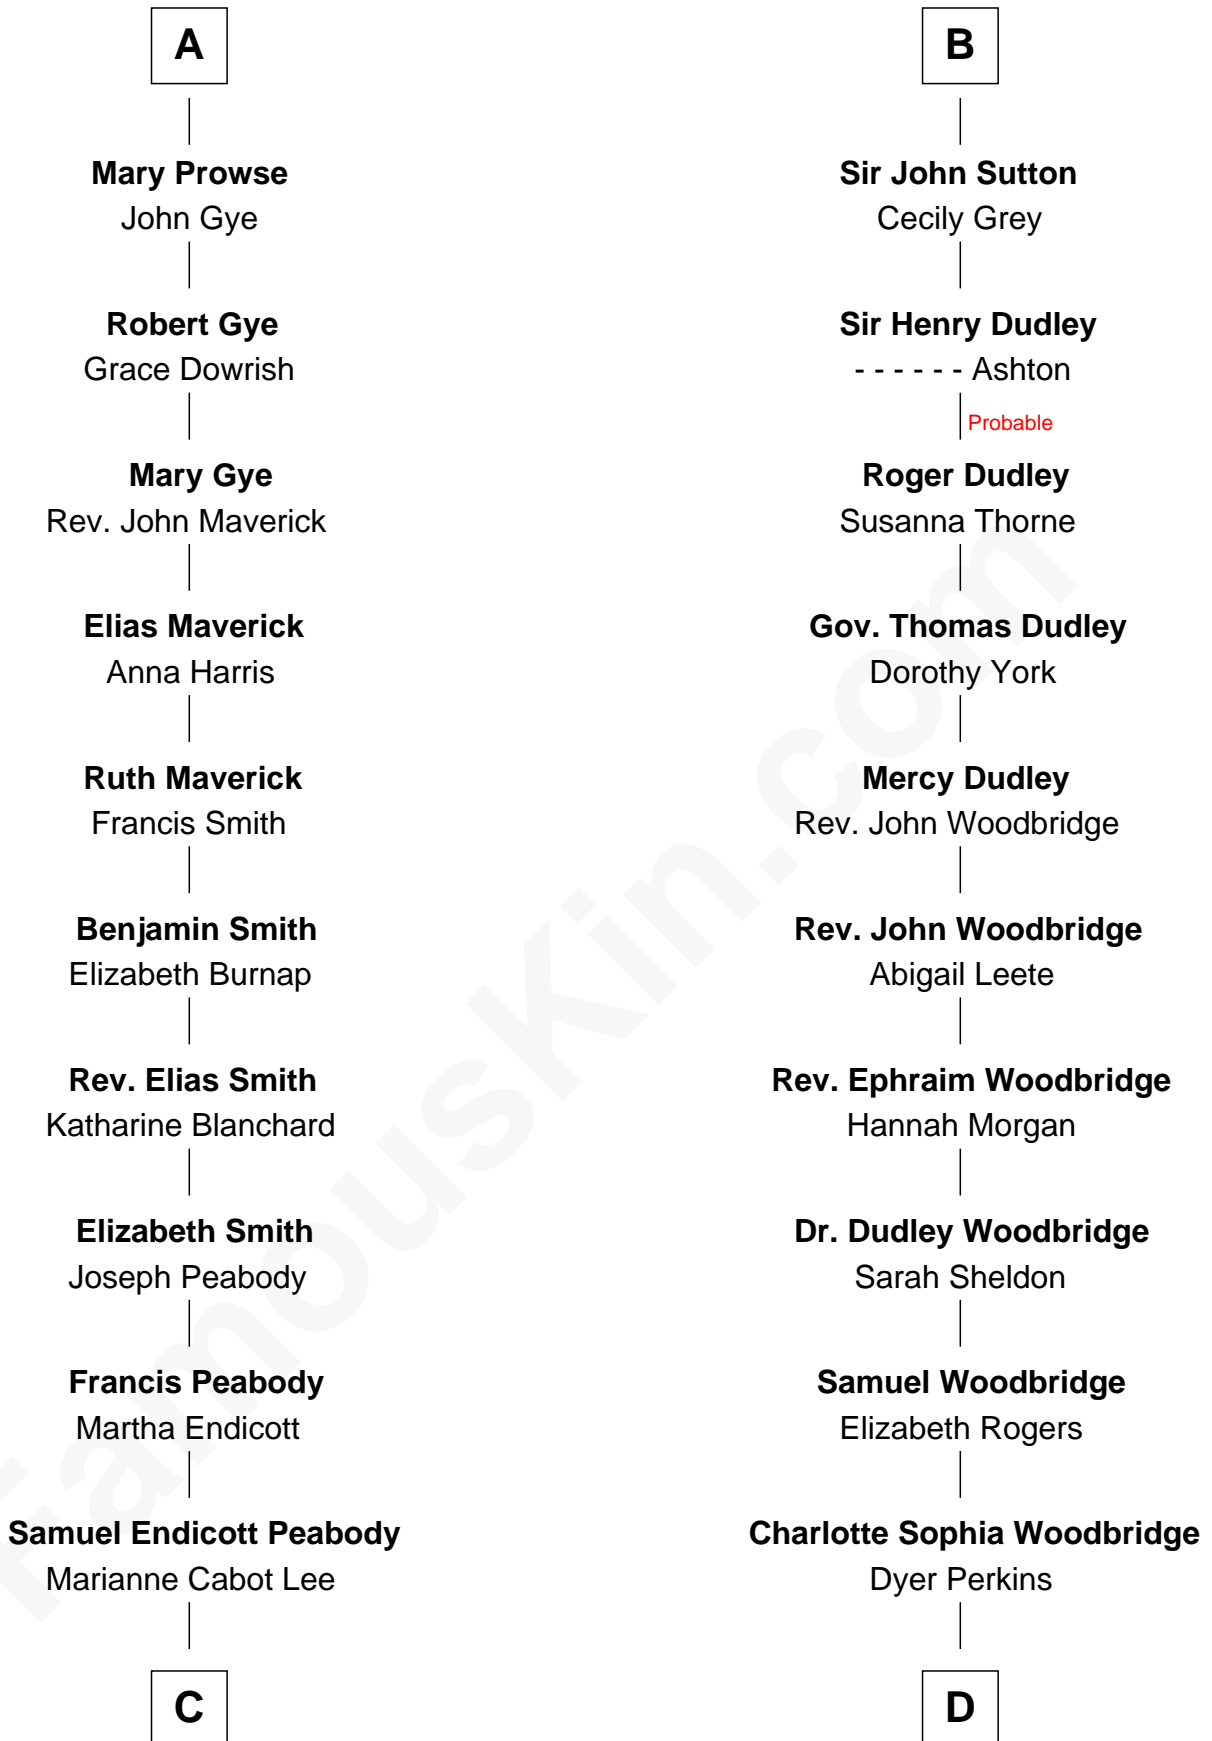 A
Mary Prowse
John Gye
Robert Gye
Grace Dowrish
Mary Gye
Rev. John Maverick
Elias Maverick
Anna Harris
Ruth Maverick
Francis Smith
Benjamin Smith
Elizabeth Burnap
Rev. Elias Smith
Katharine Blanchard
Elizabeth Smith
Joseph Peabody
Francis Peabody
Martha Endicott
Samuel Endicott Peabody
Marianne Cabot Lee
C
B
Sir John Sutton
Cecily Grey
Sir Henry Dudley
- - - - - - Ashton
Probable
Roger Dudley
Susanna Thorne
Gov. Thomas Dudley
Dorothy York
Mercy Dudley
Rev. John Woodbridge
Rev. John Woodbridge
Abigail Leete
Rev. Ephraim Woodbridge
Hannah Morgan
Dr. Dudley Woodbridge
Sarah Sheldon
Samuel Woodbridge
Elizabeth Rogers
Charlotte Sophia Woodbridge
Dyer Perkins
D
FamousKin.com